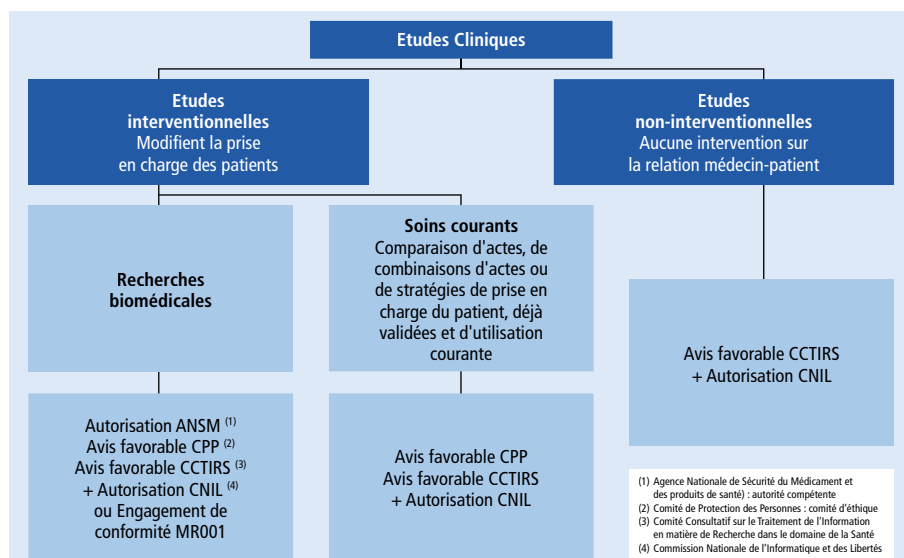 Etudes Cliniques
Etudes
interventionnelles
Modifient la prise
en charge des patients
Etudes
non-interventionnelles
Aucune intervention sur
la relation médecin-patient
Recherches
biomédicales
Soins courants
Comparaison d'actes, de
combinaisons d'actes ou
de stratégies de prise en
charge du patient, déjà
validées et d'utilisation
courante
Avis favorable CCTIRS
+ Autorisation CNIL
Autorisation ANSM (1)
Avis favorable CPP (2)
Avis favorable CCTIRS (3)
+ Autorisation CNIL (4)
ou Engagement de
conformité MR001
Avis favorable CPP
Avis favorable CCTIRS
+ Autorisation CNIL
(1) Agence Nationale de Sécurité du Médicament et
des produits de santé) : autorité compétente
(2) Comité de Protection des Personnes : comité d'éthique
(3) Comité Consultatif sur le Traitement de l'Information
en matière de Recherche dans le domaine de la Santé
(4) Commission Nationale de l'Informatique et des Libertés